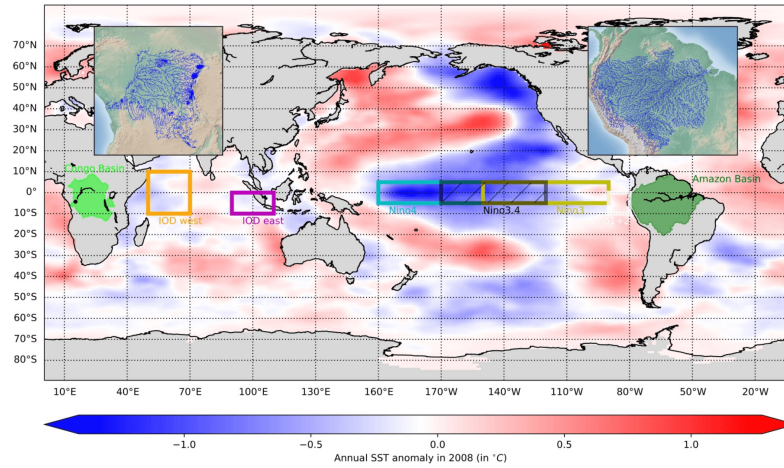 70°N
60°N
50°N
40°N
30°N
20°N
10°N
0°
10°S
20°S
30°S
40°S
50°S
60°S
70°S
80°S
Congo Basin
Amazon Basin
IOD west
IOD east
Nino4
Nino3.4
Nino3
10°E
40°E
70°E
100°E
130°E
160°E
170°W
140°W
110°W
80°W
50°W
20°W
−1.0
−0.5
0.0
0.5
1.0
Annual SST anomaly in 2008 (in °C)